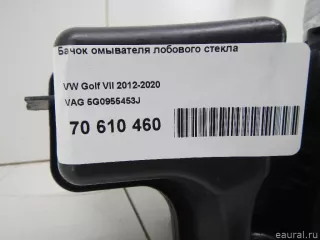 Бачок омывателя лобового стекла
VW Golf VII 2012-2020
VAG 5G0955453J
70 610 460
eaural.ru